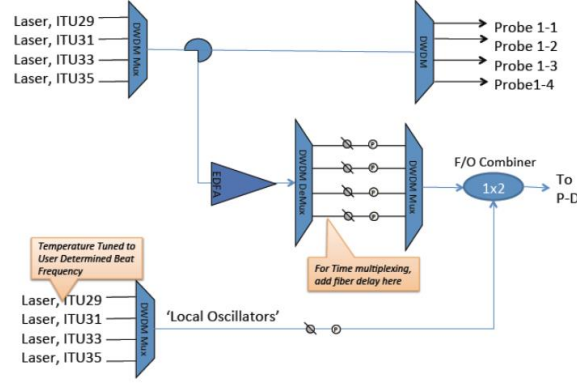 Laser, ITU29
Laser, ITU31
Laser, ITU33
Laser, ITU35
DWDM Mux
DWDM
Probe 1-1
Probe 1-2
Probe 1-3
Probe1-4
EDFA
DWDM DeMux
P
P
P
P
DWDM Mux
F/O Combiner
1x2
To
P-D
Temperature Tuned to
User Determined Beat
Frequency
For Time multiplexing,
add fiber delay here
Laser, ITU29
Laser, ITU31
Laser, ITU33
Laser, ITU35
DWDM Mux
'Local Oscillators'
P